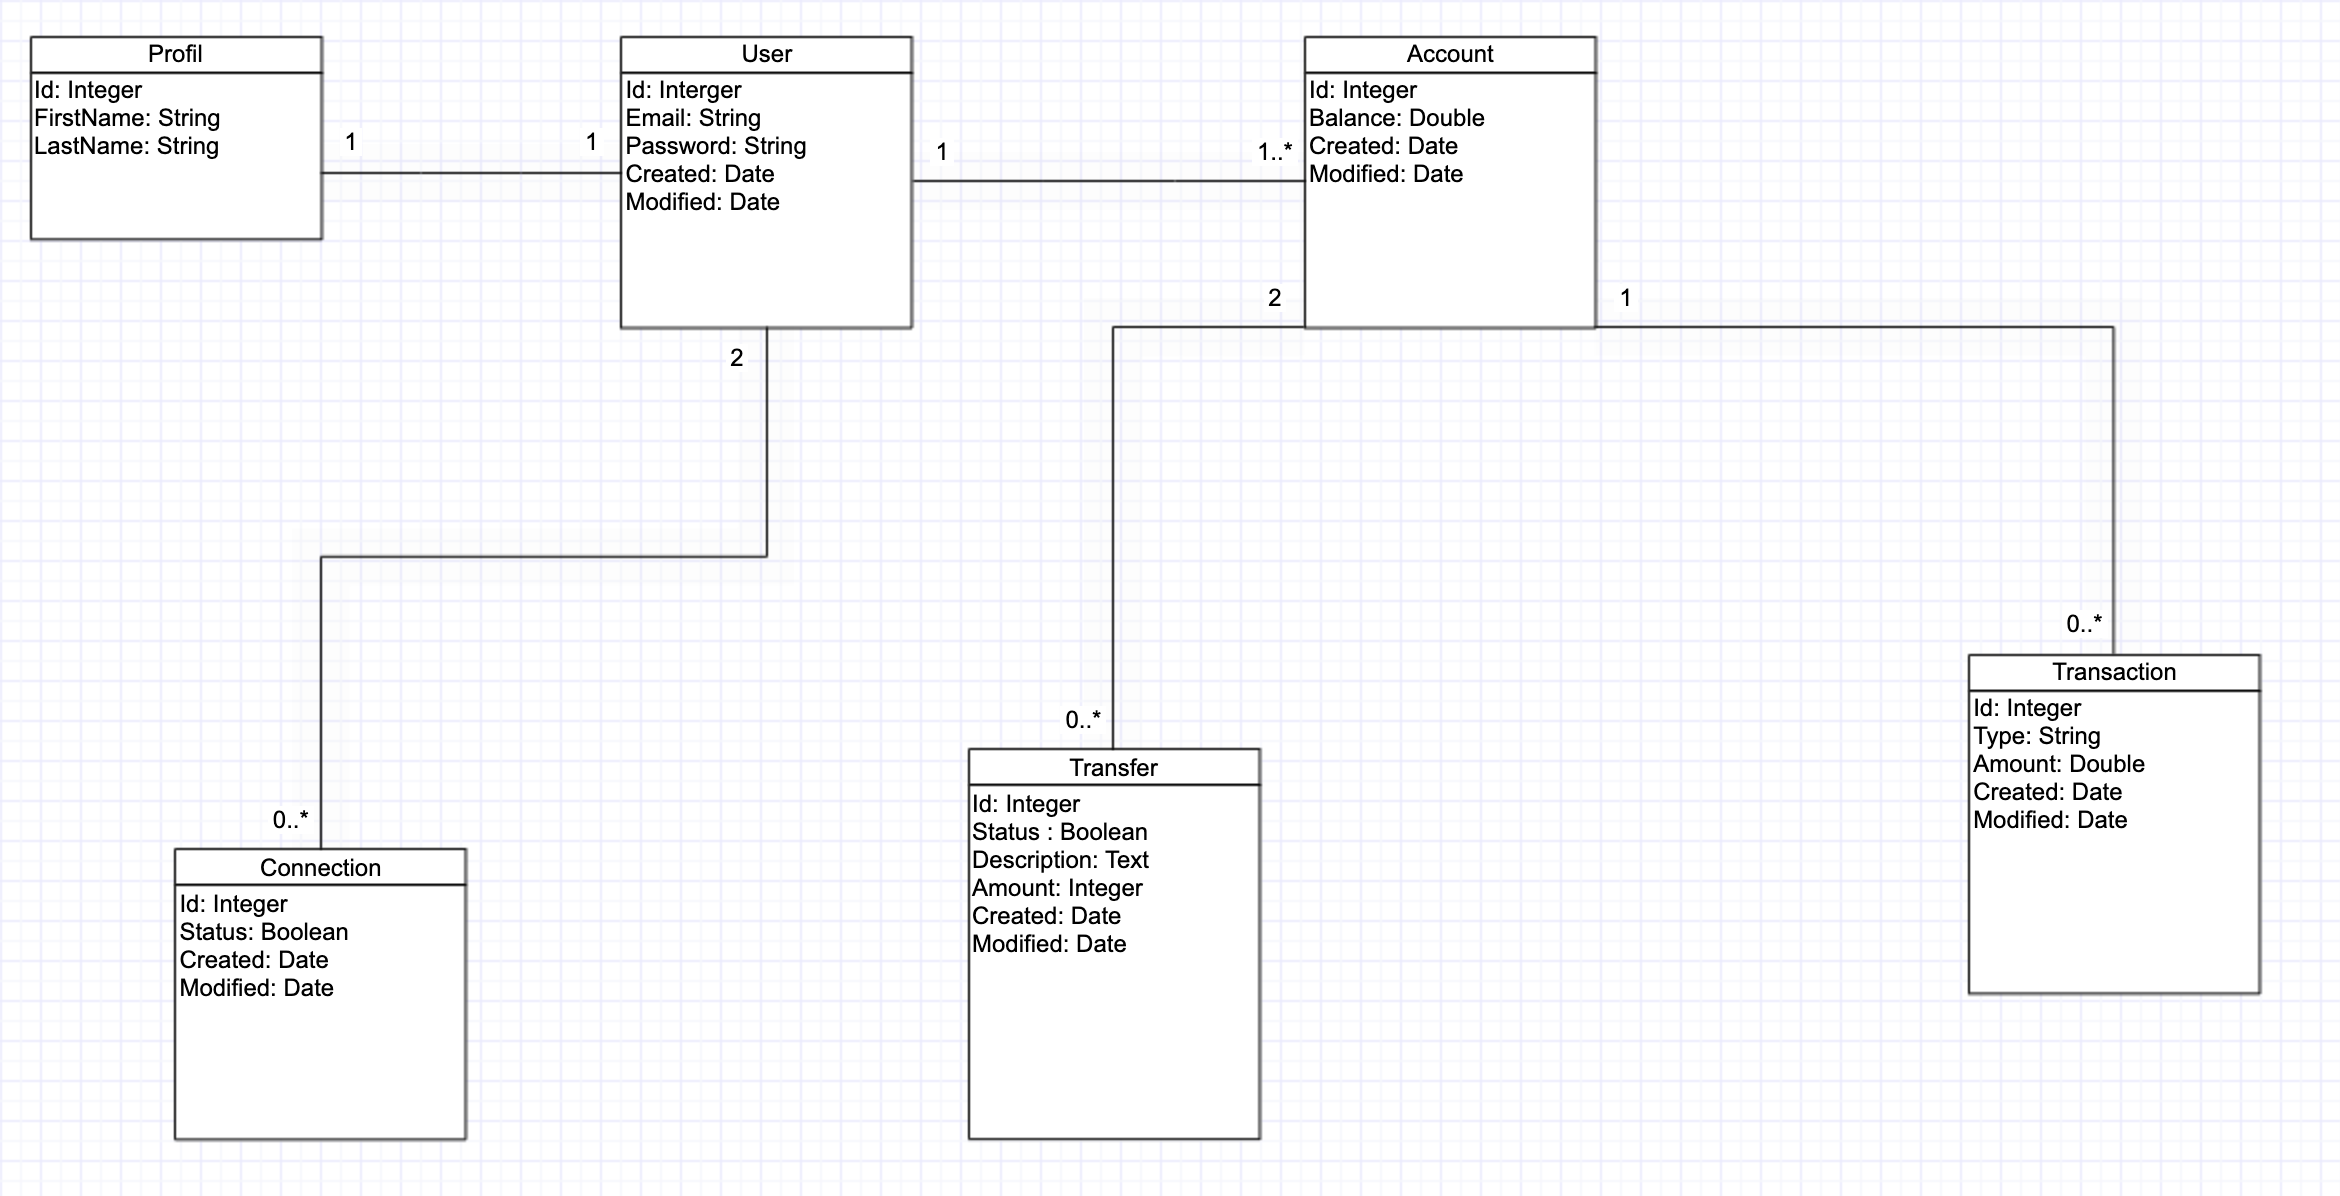 Profil
Id: Integer
FirstName: String
LastName: String
1
1
User
Id: Interger
Email: String
Password: String
Created: Date
Modified: Date
1
1..*
Account
Id: Integer
Balance: Double
Created: Date
Modified: Date
2
2
1
0..*
Connection
Id: Integer
Status: Boolean
Created: Date
Modified: Date
0..*
Transfer
Id: Integer
Status : Boolean
Description: Text
Amount: Integer
Created: Date
Modified: Date
0..*
Transaction
Id: Integer
Type: String
Amount: Double
Created: Date
Modified: Date